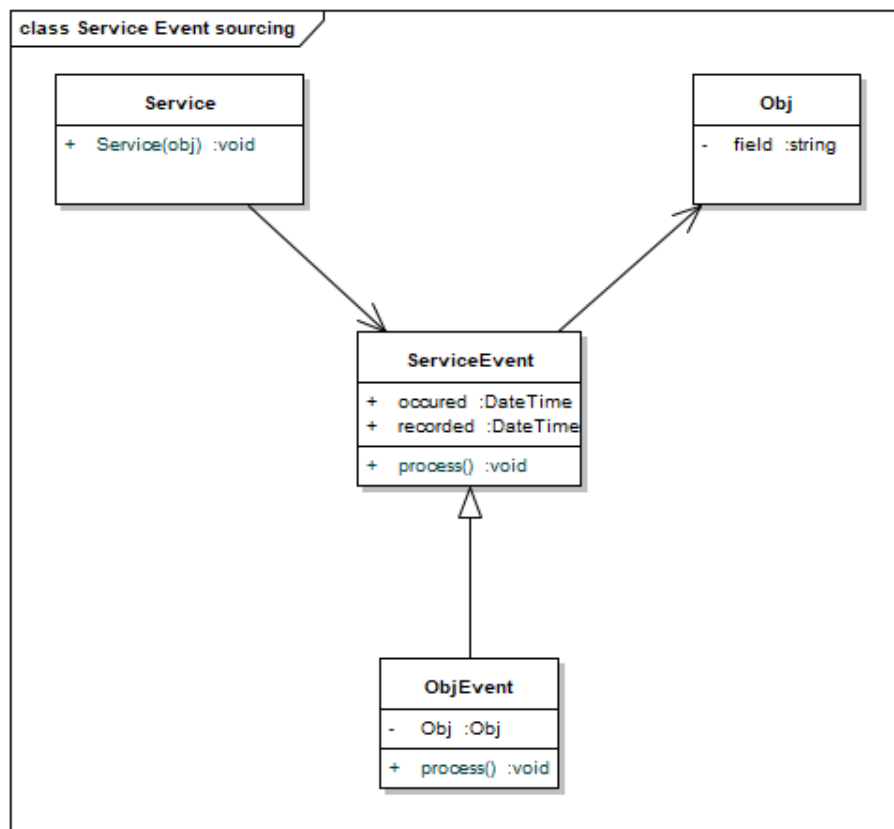 class Service Event sourcing
Service
+ Service(obj) :void
Obj
- field :string
ServiceEvent
+ occured :DateTime
+ recorded :DateTime
+ process() :void
ObjEvent
- Obj :Obj
+ process() :void